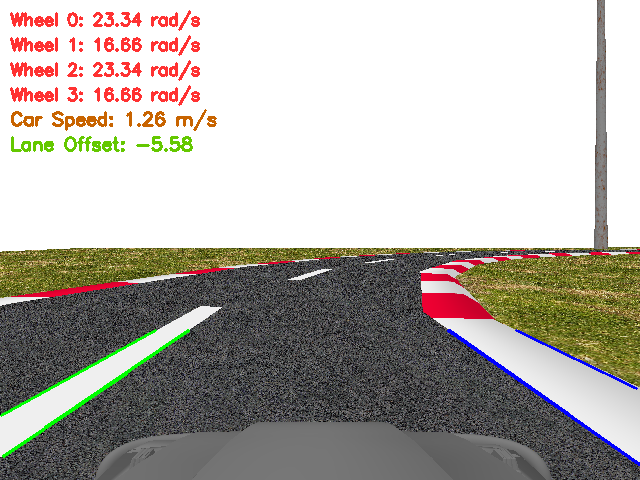 Wheel 0: 23.34 rad/s
Wheel 1: 16.66 rad/s
Wheel 2: 23.34 rad/s
Wheel 3: 16.66 rad/s
Car Speed: 1.26 m/s
Lane Offset: -5.58